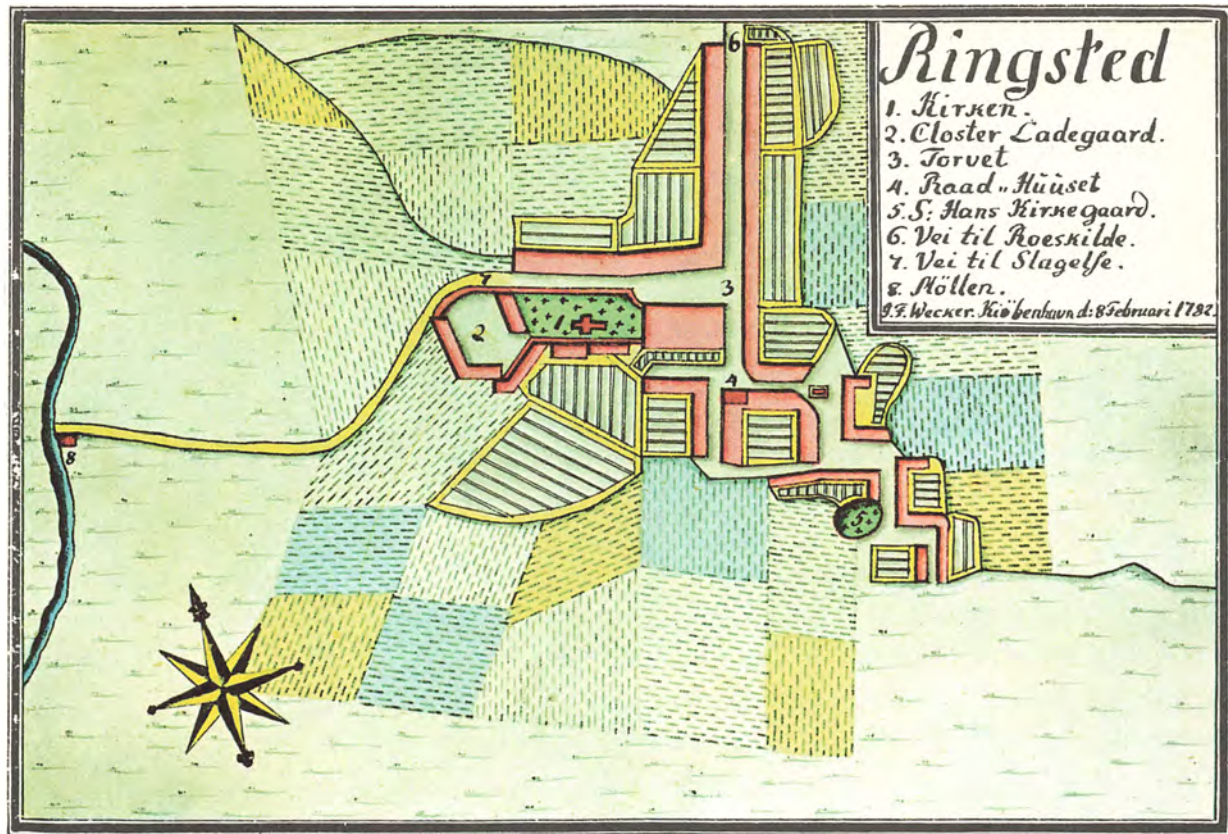 Ringsted
1. Kirken.
2. Closter Ladegaard.
3. Torvet
4. Raad„Huuset
5. S: Hans Kirkegaard.
6. Vei til Roeskilde.
7. Vei til Slagelse.
8. Möllen.
J.F. Wecker. Kiöbenhavn d: 8 Februari 1782.
6
7
3
1
2
4
8
5